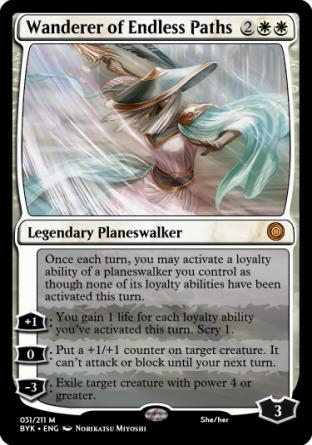 Wanderer of Endless Paths 2
Legendary Planeswalker
Once each turn, you may activate a loyalty
ability of a planeswalker you control as
though none of its loyalty abilities have been
activated this turn.
+1 : You gain 1 life for each loyalty ability
you've activated this turn. Scry 1.
0 : Put a +1/+1 counter on target creature. It
can't attack or block until your next turn.
-3 : Exile target creature with power 4 or
greater.
3
031/211 M
She/her
BYK • ENG NORIKATSU MIYOSHI